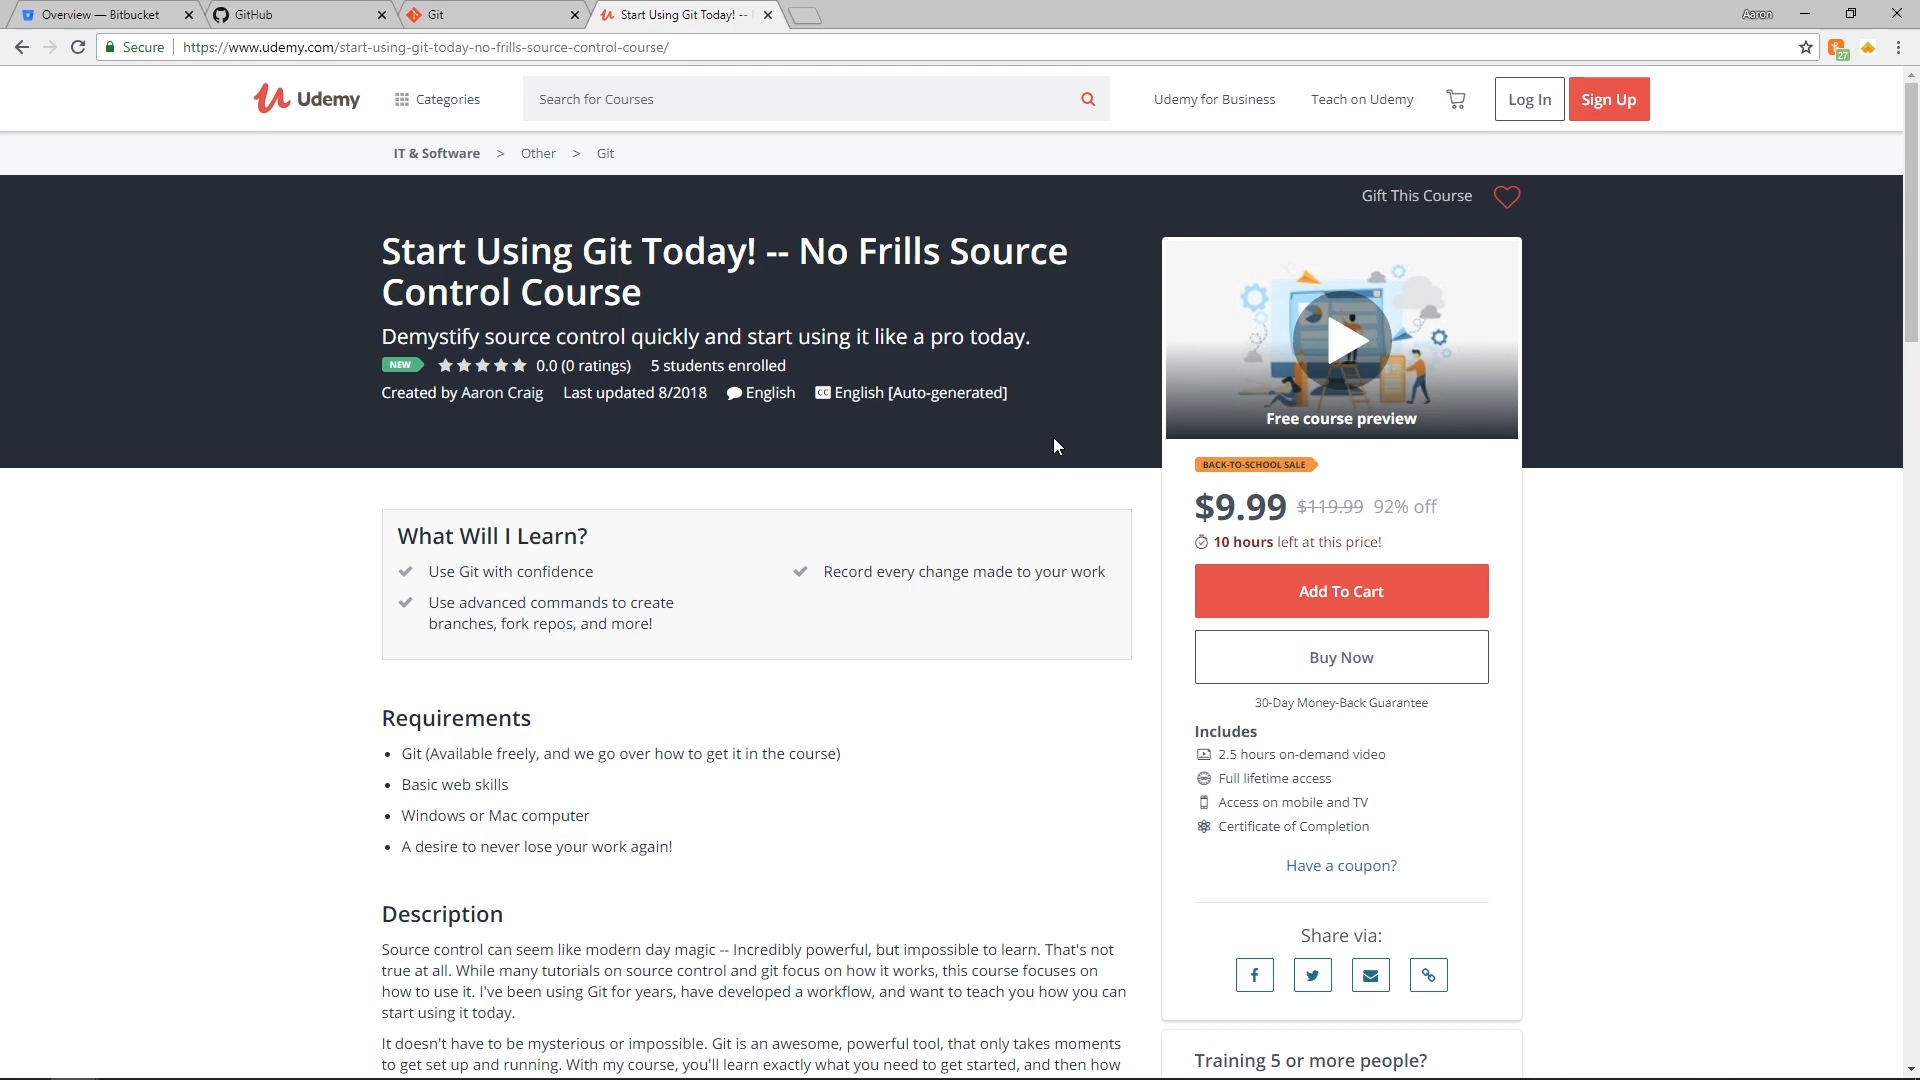 Overview — Bitbucket
GitHub
Git
Start Using Git Today! --
Aaron
Secure
https://www.udemy.com/start-using-git-today-no-frills-source-control-course/
27
Udemy
Categories
Search for Courses
Udemy for Business
Teach on Udemy
Log In
Sign Up
IT & Software > Other > Git
Gift This Course
Start Using Git Today! -- No Frills Source
Control Course
Demystify source control quickly and start using it like a pro today.
NEW 0.0 (0 ratings) 5 students enrolled
Created by Aaron Craig Last updated 8/2018 English CC English [Auto-generated]
Free course preview
BACK-TO-SCHOOL SALE
$9.99 $119.99 92% off
10 hours left at this price!
Add To Cart
Buy Now
30-Day Money-Back Guarantee
Includes
2.5 hours on-demand video
Full lifetime access
Access on mobile and TV
Certificate of Completion
Have a coupon?
Share via:
Training 5 or more people?
What Will I Learn?
Use Git with confidence
Use advanced commands to create
branches, fork repos, and more!
Record every change made to your work
Requirements
Git (Available freely, and we go over how to get it in the course)
Basic web skills
Windows or Mac computer
A desire to never lose your work again!
Description
Source control can seem like modern day magic -- Incredibly powerful, but impossible to learn. That's not
true at all. While many tutorials on source control and git focus on how it works, this course focuses on
how to use it. I've been using Git for years, have developed a workflow, and want to teach you how you can
start using it today.
It doesn't have to be mysterious or impossible. Git is an awesome, powerful tool, that only takes moments
to get set up and running. With my course, you'll learn exactly what you need to get started, and then how